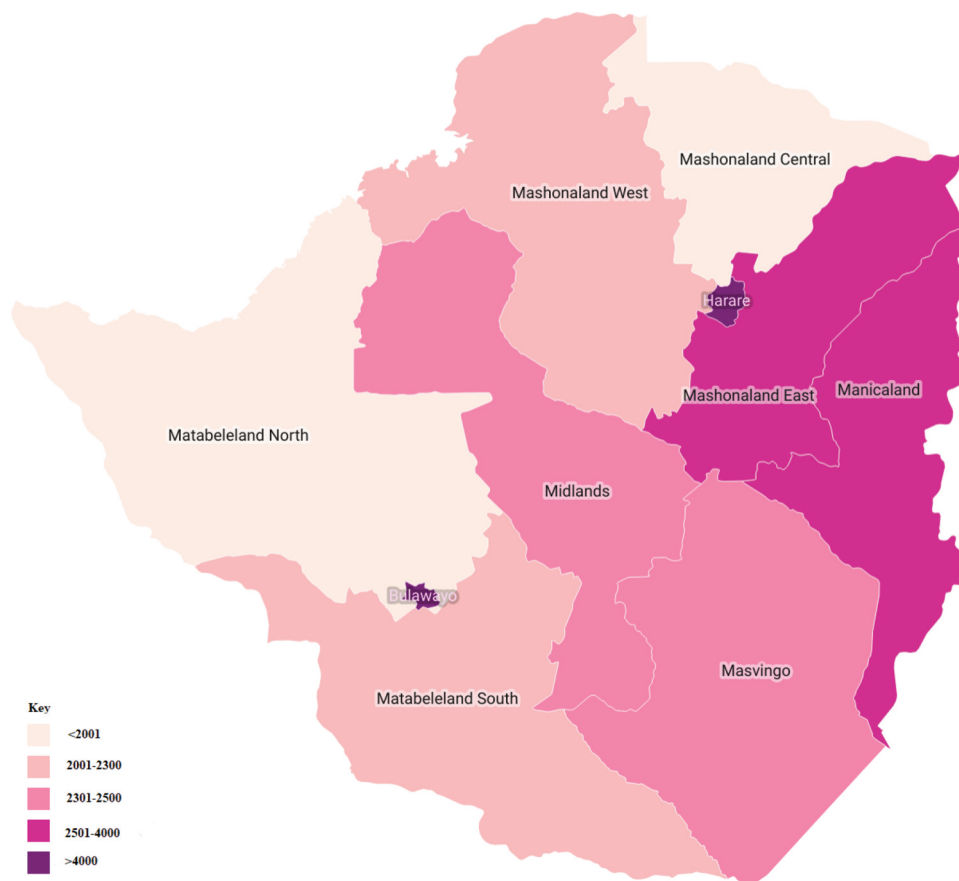 Mashonaland Central
Mashonaland West
Harare
Mashonaland East
Manicaland
Matabeleland North
Midlands
Bulawayo
Masvingo
Matabeleland South
Key
<2001
2001-2300
2301-2500
2501-4000
>4000